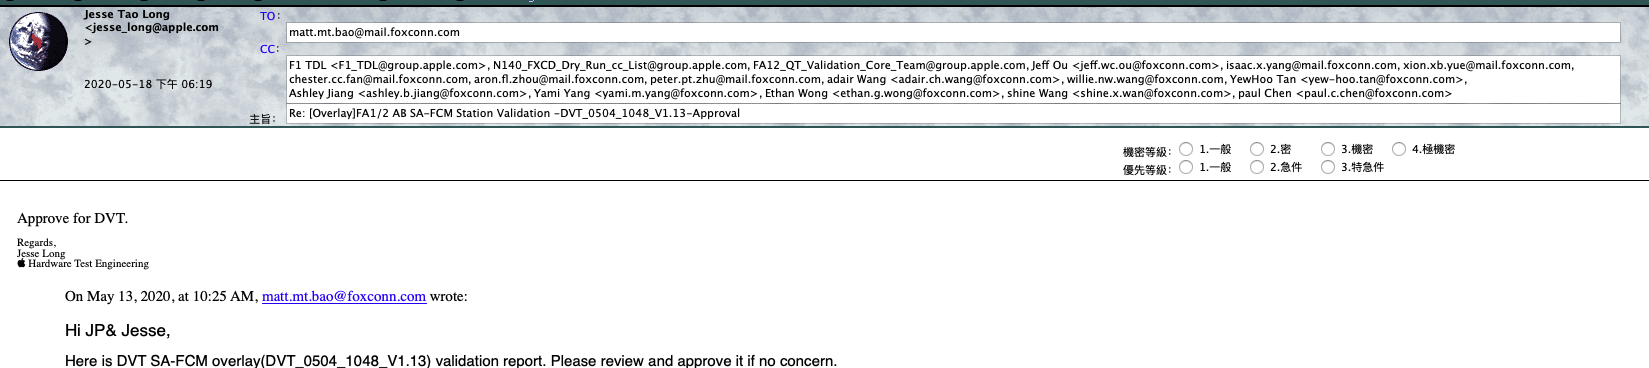 Jesse Tao Long
<jesse_long@apple.com
>
2020-05-18 下午 06:19
TO:
matt.mt.bao@mail.foxconn.com
CC:
F1 TDL <F1_TDL@group.apple.com>, N140_FXCD_Dry_Run_cc_List@group.apple.com, FA12_QT_Validation_Core_Team@group.apple.com, Jeff Ou <jeff.wc.ou@foxconn.com>, isaac.x.yang@mail.foxconn.com, xion.xb.yue@mail.foxconn.com,
chester.cc.fan@mail.foxconn.com, aron.fl.zhou@mail.foxconn.com, peter.pt.zhu@mail.foxconn.com, adair Wang <adair.ch.wang@foxconn.com>, willie.nw.wang@foxconn.com, YewHoo Tan <yew-hoo.tan@foxconn.com>,
Ashley Jiang <ashley.b.jiang@foxconn.com>, Yami Yang <yami.m.yang@foxconn.com>, Ethan Wong <ethan.g.wong@foxconn.com>, shine Wang <shine.x.wan@foxconn.com>, paul Chen <paul.c.chen@foxconn.com>
主旨: Re: [Overlay]FA1/2 AB SA-FCM Station Validation -DVT_0504_1048_V1.13-Approval
機密等級: 1.一般 2.密 3.機密 4.極機密
優先等級: 1.一般 2.急件 3.特急件
Approve for DVT.
Regards,
Jesse Long
Hardware Test Engineering
On May 13, 2020, at 10:25 AM, matt.mt.bao@foxconn.com wrote:
Hi JP& Jesse,
Here is DVT SA-FCM overlay(DVT_0504_1048_V1.13) validation report. Please review and approve it if no concern.